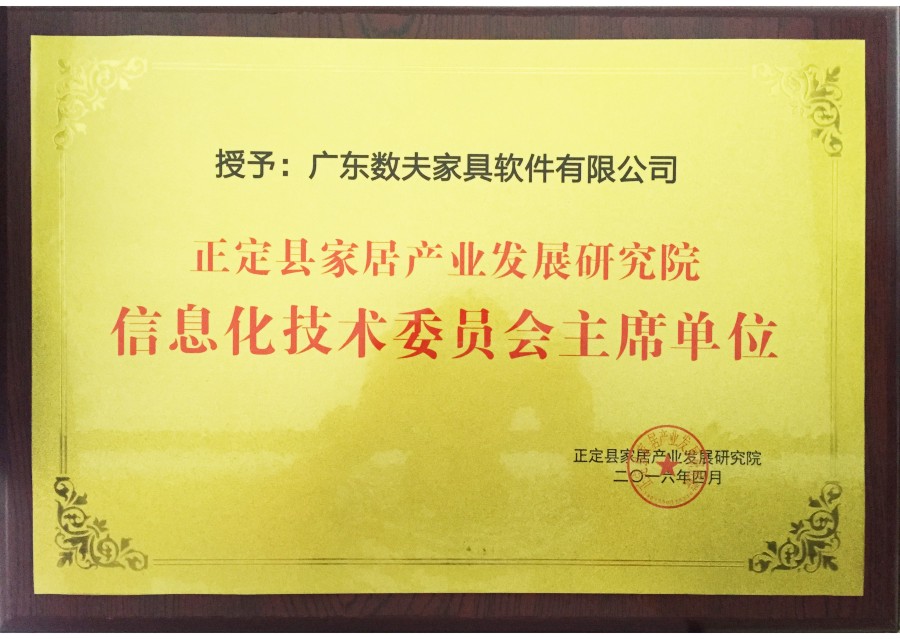 授予：广东数夫家具软件有限公司
正定县家居产业发展研究院
信息化技术委员会主席单位
正定县家居产业发展研究院
二〇一六年四月